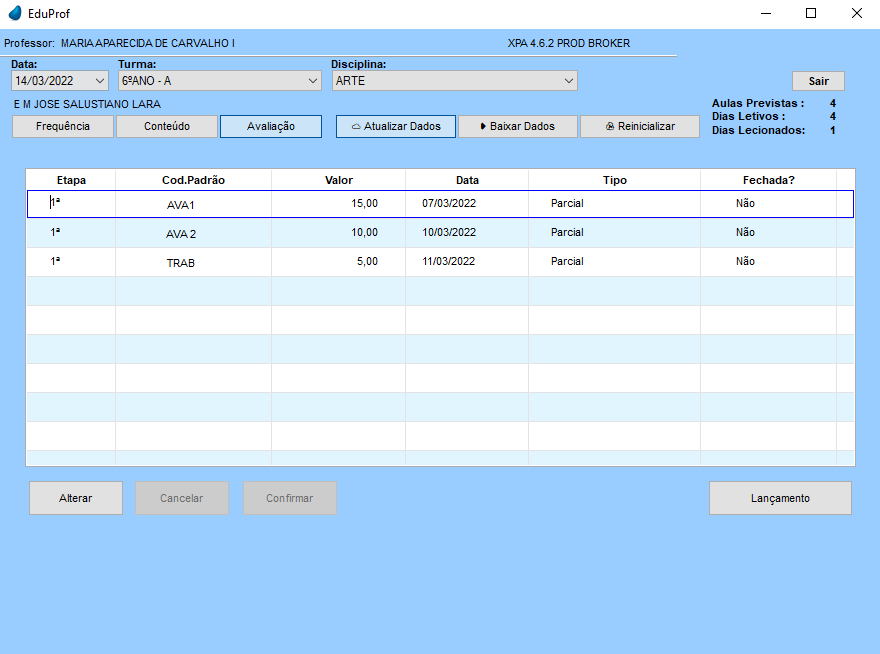 EduProf
Professor: MARIA APARECIDA DE CARVALHO I XPA 4.6.2 PROD BROKER
Data: Turma: Disciplina:
14/03/2022 6ºANO - A ARTE Sair
E M JOSE SALUSTIANO LARA
Aulas Previstas : 4
Dias Letivos : 4
Dias Lecionados: 1
Frequência Conteúdo Avaliação Atualizar Dados Baixar Dados Reinicializar
Etapa Cod.Padrão Valor Data Tipo Fechada?
1ª AVA1 15,00 07/03/2022 Parcial Não
1ª AVA 2 10,00 10/03/2022 Parcial Não
1ª TRAB 5,00 11/03/2022 Parcial Não
Alterar Cancelar Confirmar Lançamento